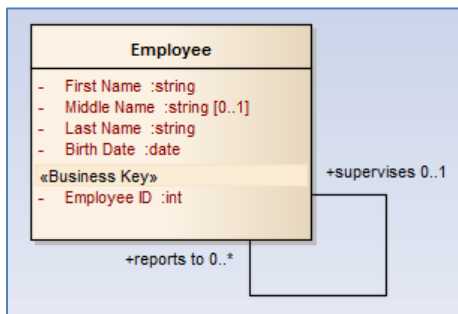 Employee
- First Name :string
- Middle Name :string [0..1]
- Last Name :string
- Birth Date :date
«Business Key»
- Employee ID :int
+supervises 0..1
+reports to 0..*